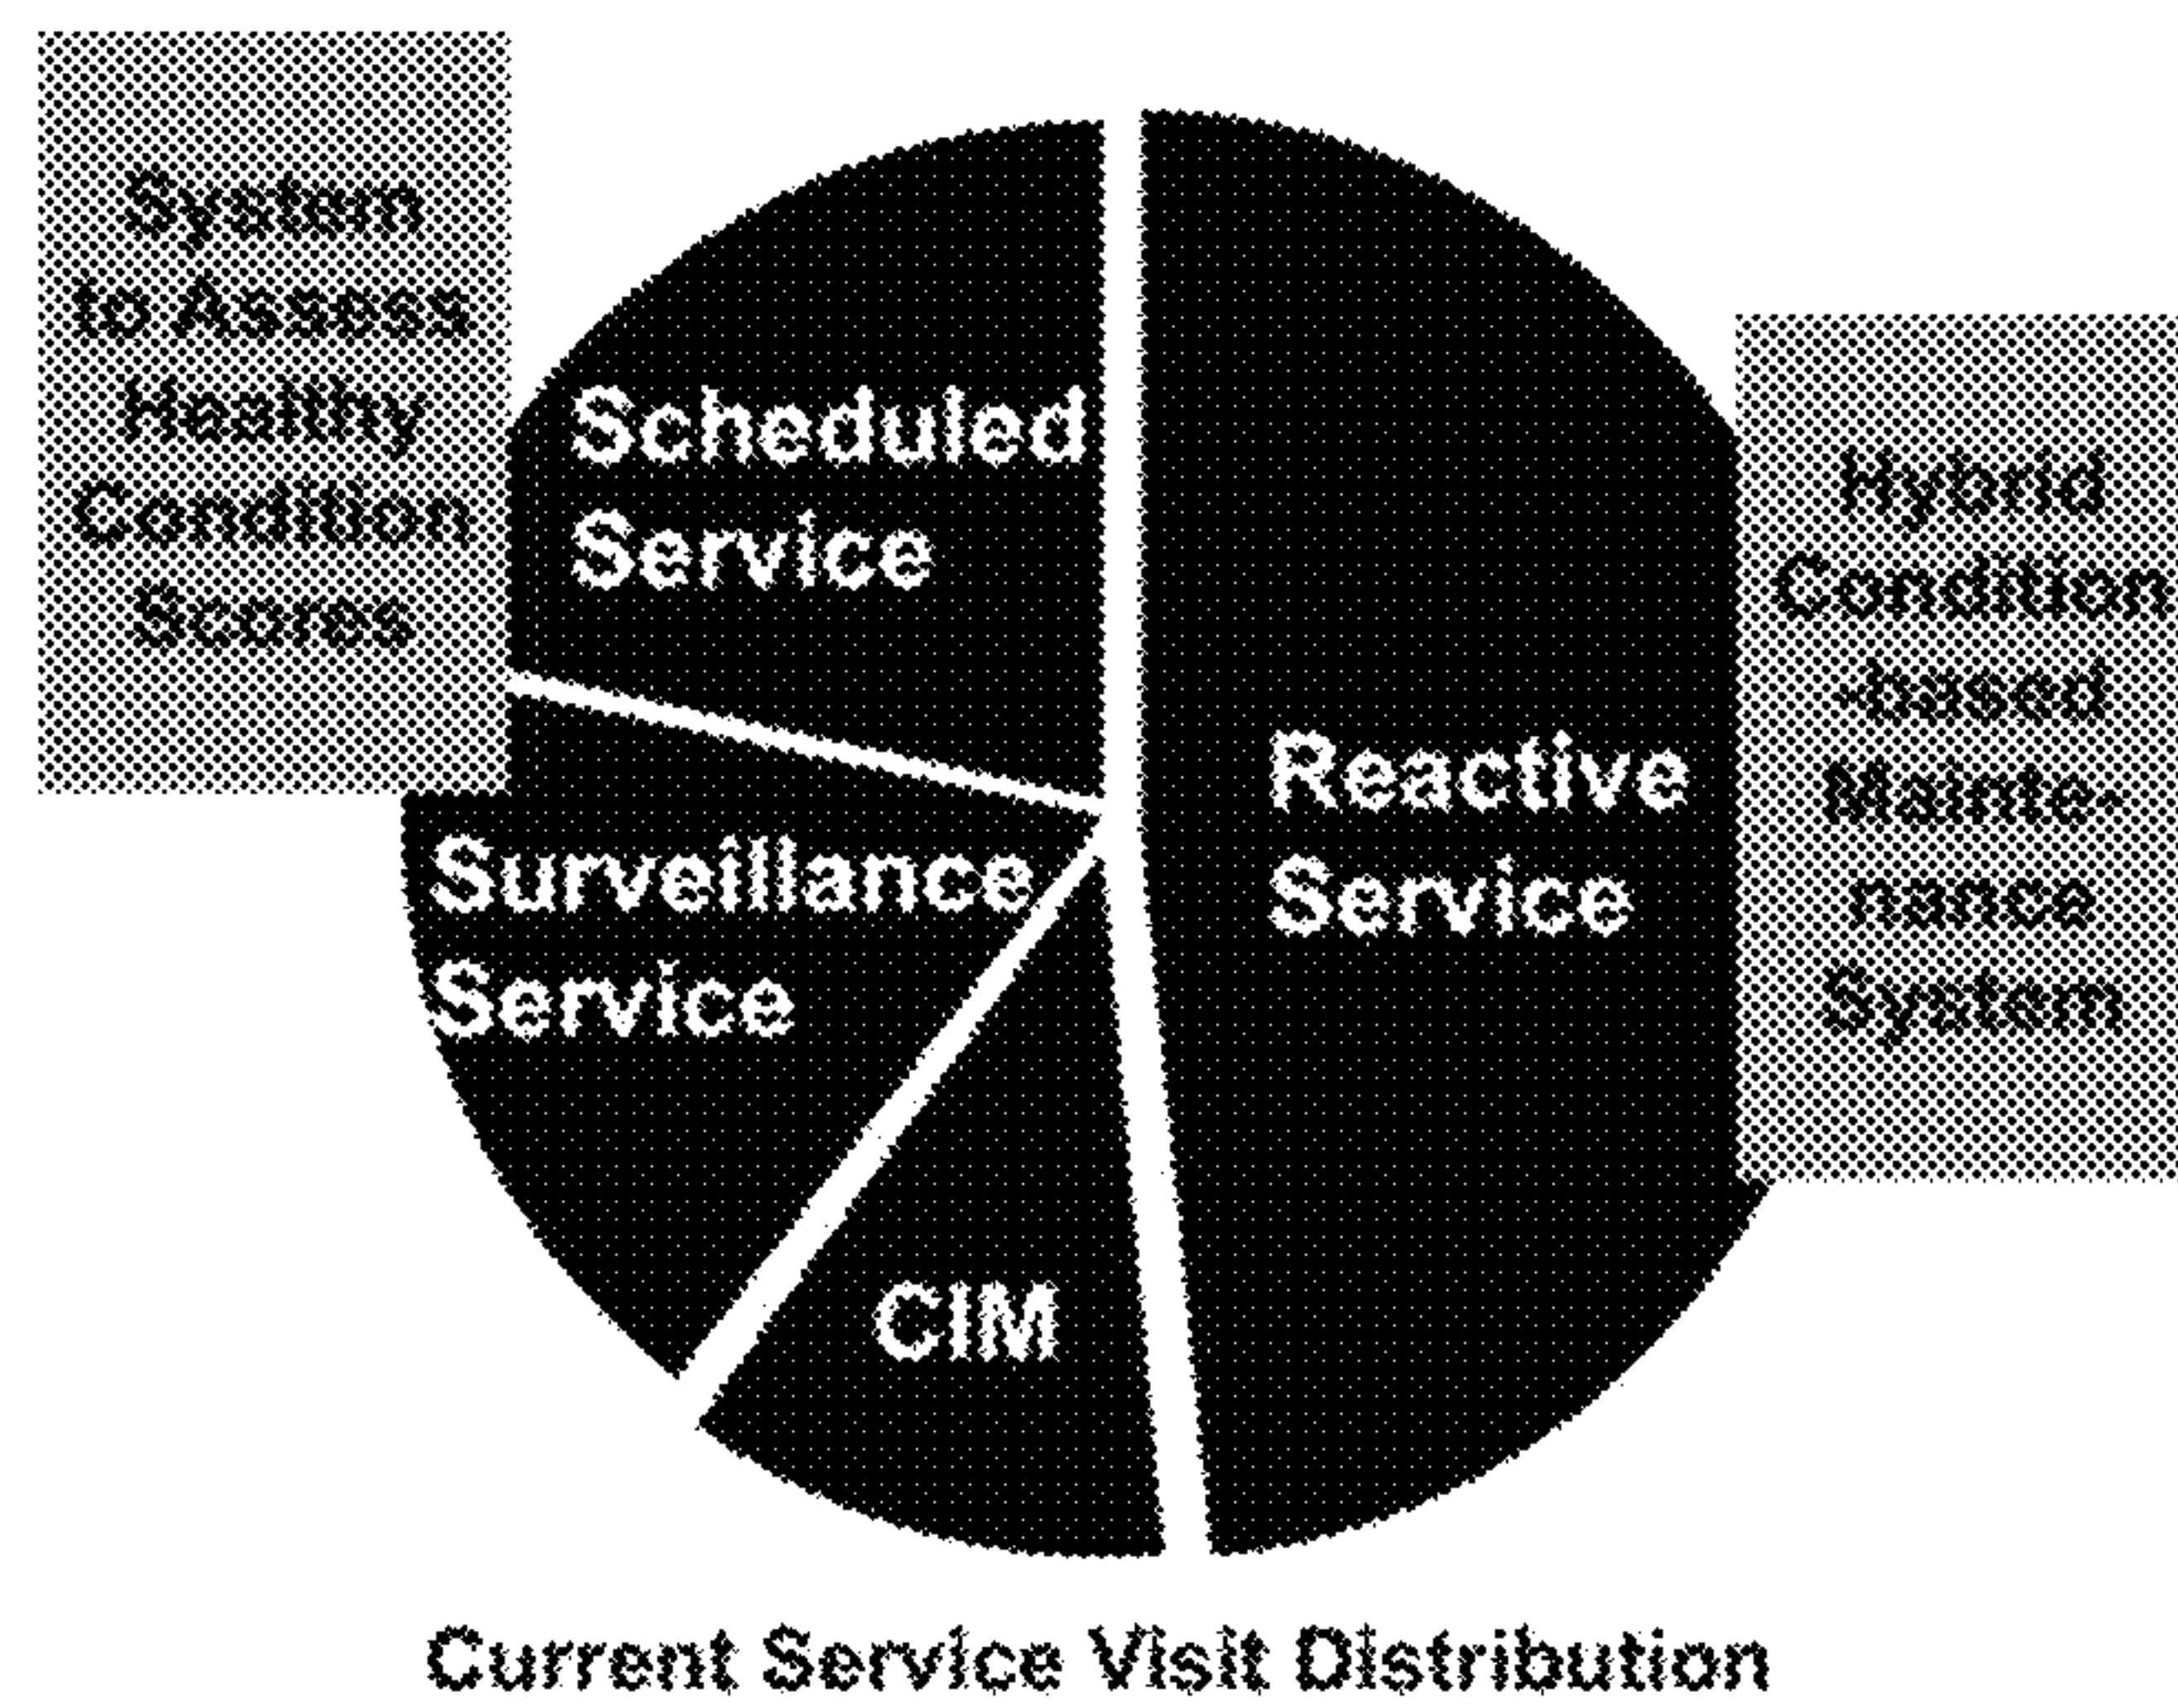 System
to Assess
Healthy
Condition
Scores
Scheduled
Service
Surveillance
Service
CIM
Reactive
Service
Hybrid
Condition
-based
Mainte-
nance
System
Current Service Visit Distribution